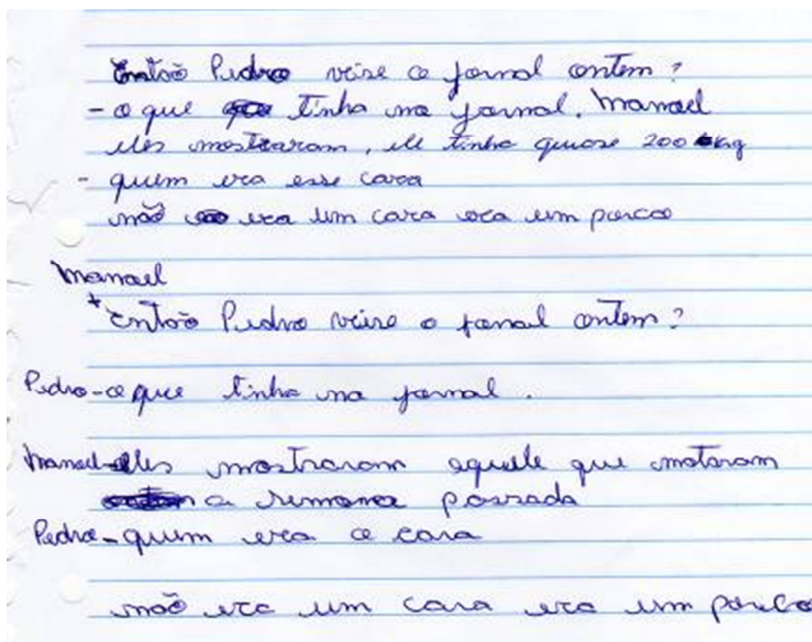 Então Pedro veise o jornal ontem?
- o que tinha no jornal. Manoel
eles mostraram, ele tinha quase 200 kg
- quem era esse cara
não era um cara era um porco
Manoel
+ Então Pedro veise o jornal ontem?
Pedro - o que tinha no jornal.
Manoel - eles mostraram aquele que mataram
a semana passada
Pedro - quem era o cara
não era um cara era um porco